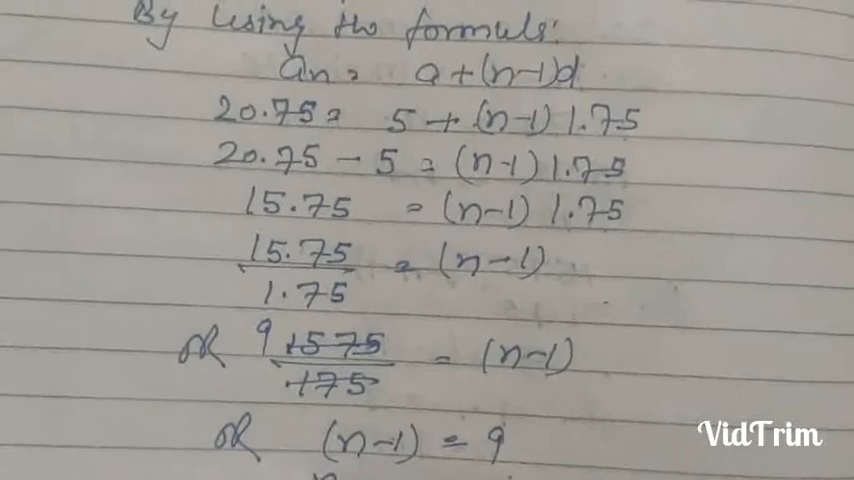 By using the formula:
an = a + (n-1)d
20.75 = 5 + (n-1) 1.75
20.75 - 5 = (n-1) 1.75
15.75 = (n-1) 1.75
15.75/1.75 = (n-1)
OR 9 1575/175 = (n-1)
OR (n-1) = 9
VidTrim